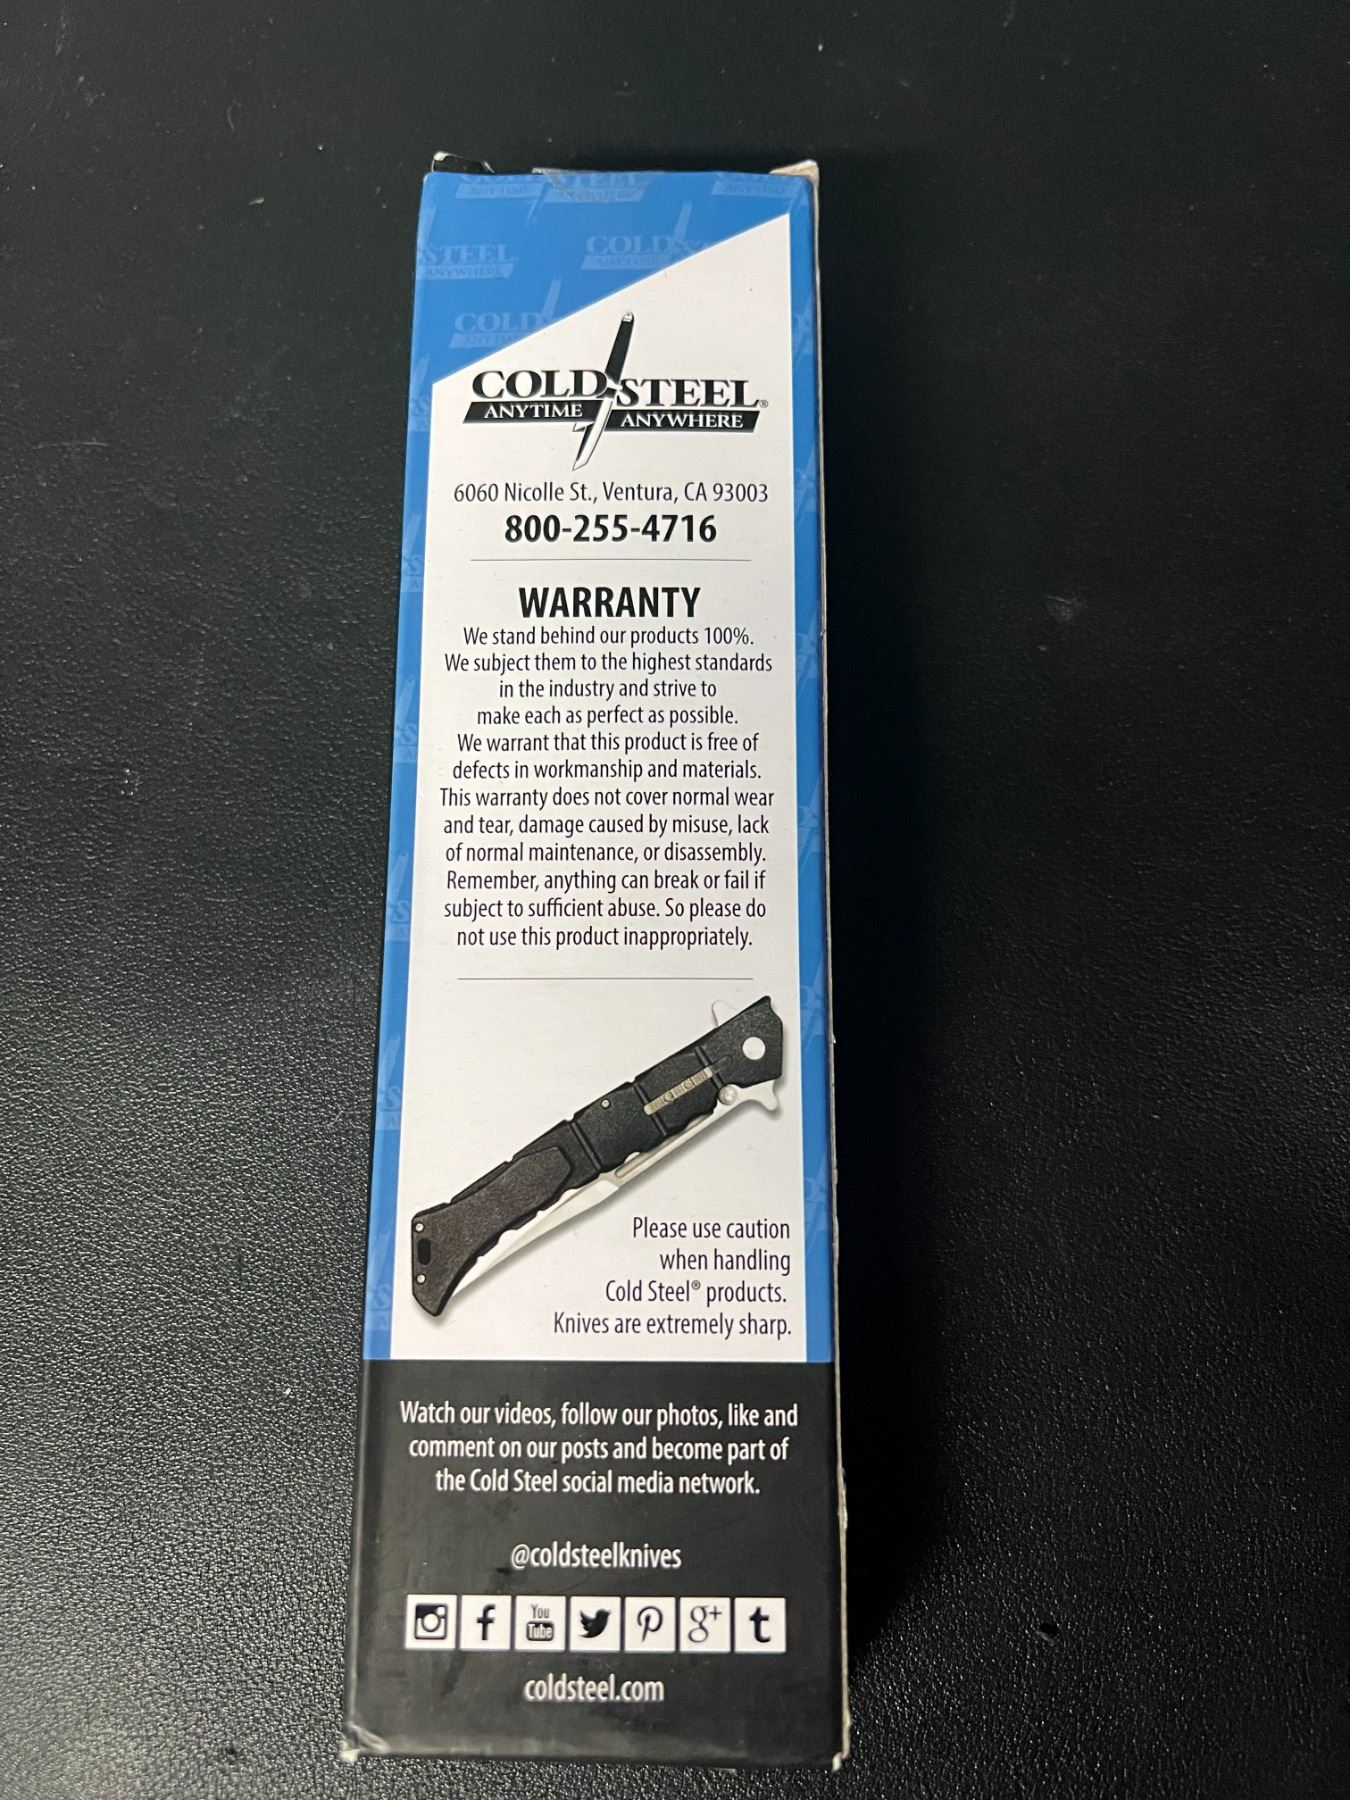 STEEL
COLD
ANYWHERE
COLD
COLD STEEL®
ANYTIME ANYWHERE
6060 Nicolle St., Ventura, CA 93003
800-255-4716
WARRANTY
We stand behind our products 100%.
We subject them to the highest standards
in the industry and strive to
make each as perfect as possible.
We warrant that this product is free of
defects in workmanship and materials.
This warranty does not cover normal wear
and tear, damage caused by misuse, lack
of normal maintenance, or disassembly.
Remember, anything can break or fail if
subject to sufficient abuse. So please do
not use this product inappropriately.
Please use caution
when handling
Cold Steel® products.
Knives are extremely sharp.
Watch our videos, follow our photos, like and
comment on our posts and become part of
the Cold Steel social media network.
@coldsteelknives
f You Tube g+ t
coldsteel.com